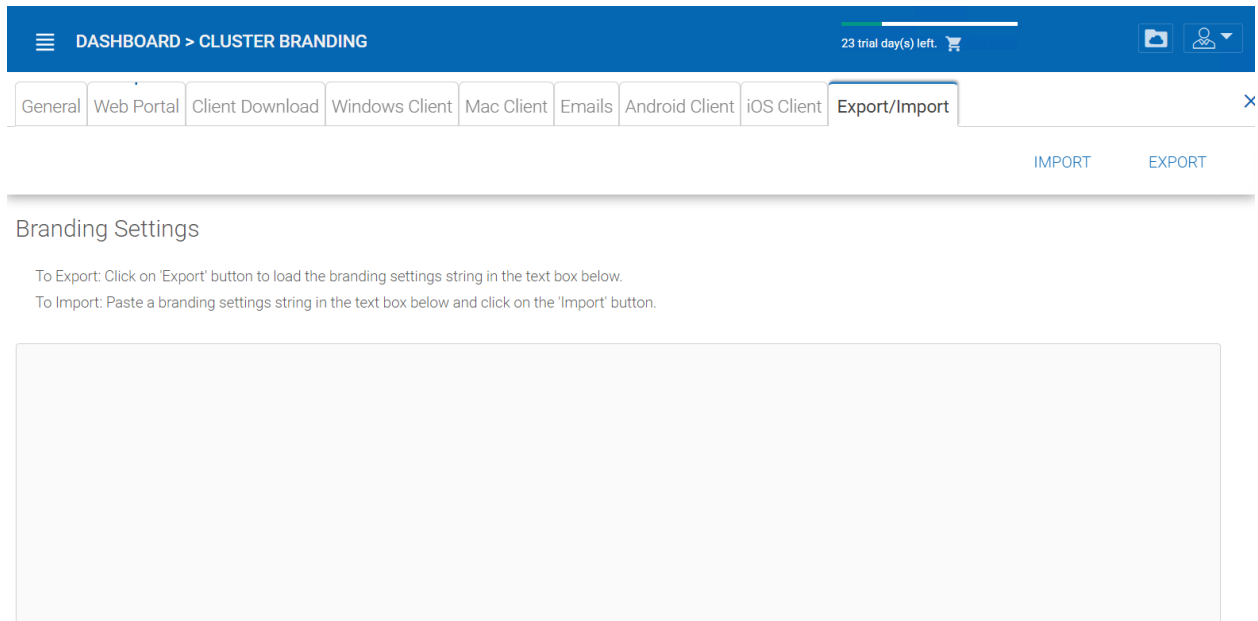 DASHBOARD > CLUSTER BRANDING
23 trial day(s) left.
General Web Portal Client Download Windows Client Mac Client Emails Android Client iOS Client Export/Import
IMPORT EXPORT
Branding Settings
To Export: Click on 'Export' button to load the branding settings string in the text box below.
To Import: Paste a branding settings string in the text box below and click on the 'Import' button.